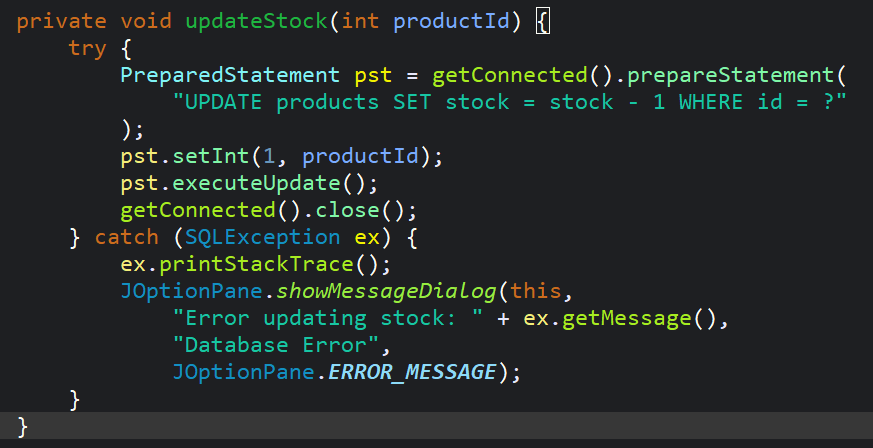 private void updateStock(int productId) {
    try {
        PreparedStatement pst = getConnected().prepareStatement(
            "UPDATE products SET stock = stock - 1 WHERE id = ?"
        );
        pst.setInt(1, productId);
        pst.executeUpdate();
        getConnected().close();
    } catch (SQLException ex) {
        ex.printStackTrace();
        JOptionPane.showMessageDialog(this,
            "Error updating stock: " + ex.getMessage(),
            "Database Error",
            JOptionPane.ERROR_MESSAGE);
    }
}